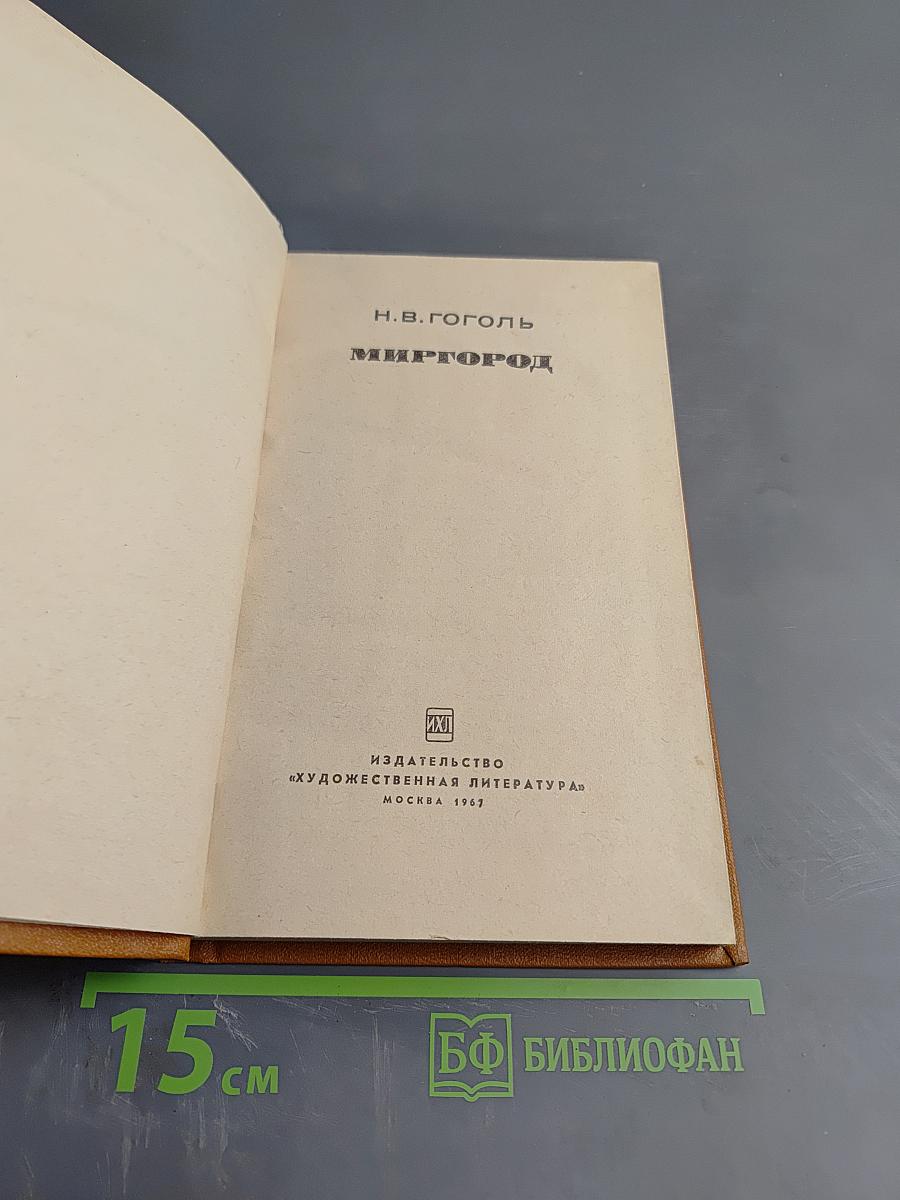 Н.В.ГОГОЛЬ
МИРГОРОД
ИХЛ
ИЗДАТЕЛЬСТВО
«ХУДОЖЕСТВЕННАЯ ЛИТЕРАТУРА»
МОСКВА 1967
15 см
БФ БИБЛИОФАН